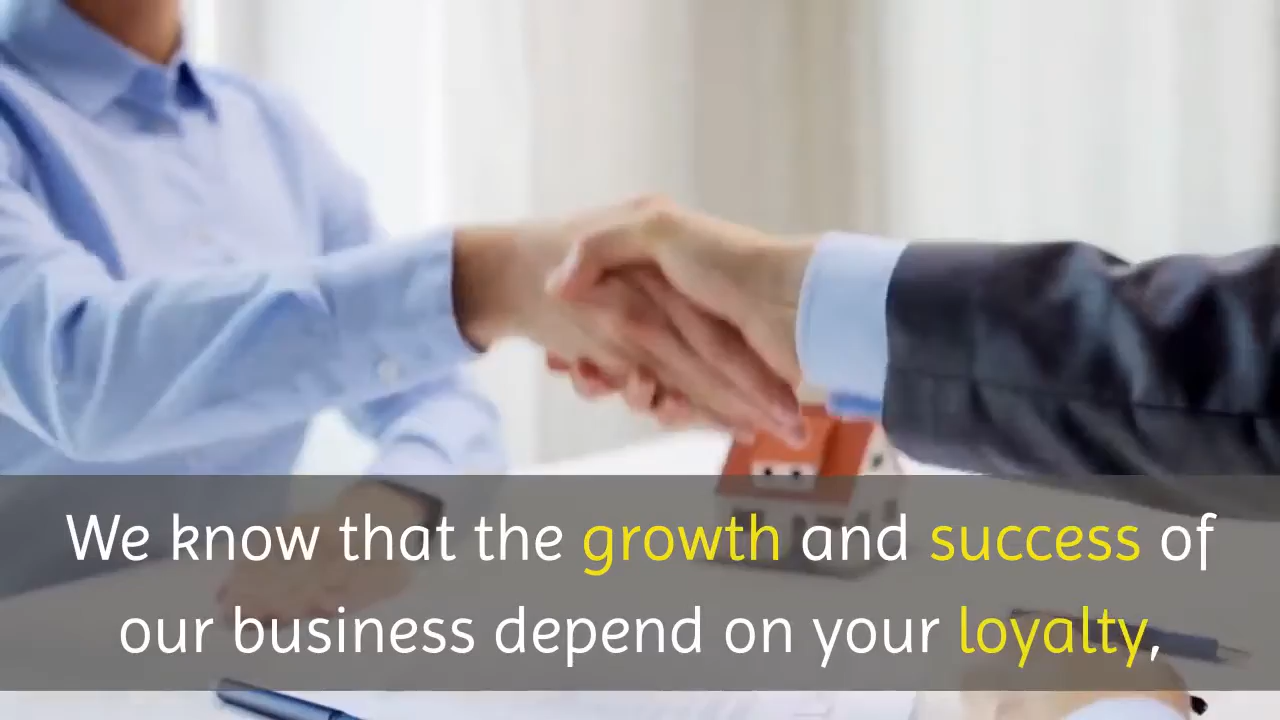 We know that the growth and success of
our business depend on your loyalty,